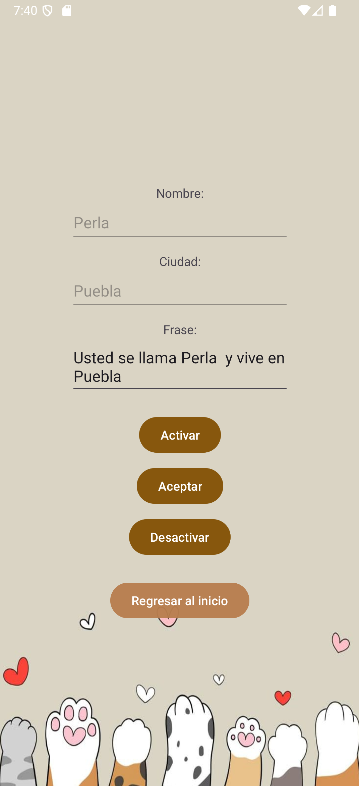 7:40
Nombre:
Perla
Ciudad:
Puebla
Frase:
Usted se llama Perla  y vive en
Puebla
Activar
Aceptar
Desactivar
Regresar al inicio